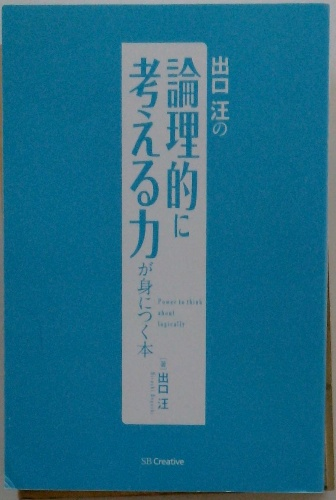 出口 汪の
論理的に
考える力
が身につく本
Power to think
about
logically
[著]出口 汪
SB Creative